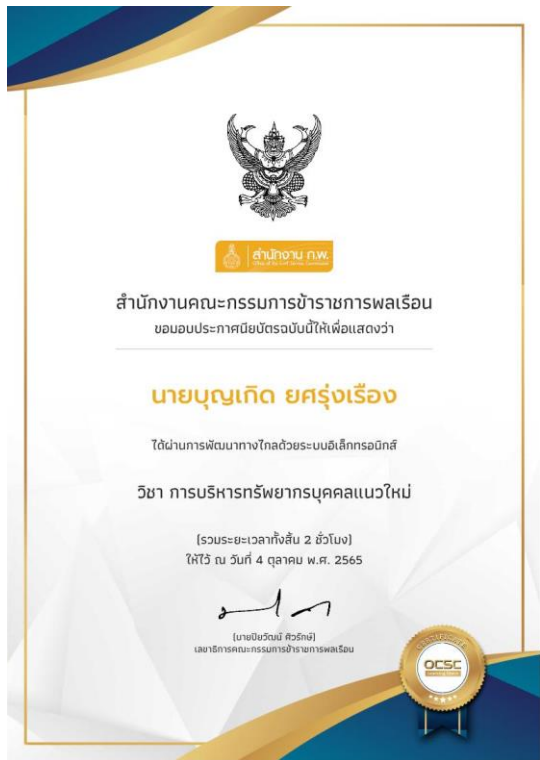 สำนักงาน ก.พ.
Office of the Civil Service Commission
สำนักงานคณะกรรมการข้าราชการพลเรือน
ขอมอบประกาศนียบัตรฉบับนี้ให้เพื่อแสดงว่า
นายบุญเกิด ยศรุ่งเรือง
ได้ผ่านการพัฒนาทางไกลด้วยระบบอิเล็กทรอนิกส์
วิชา การบริหารทรัพยากรบุคคลแนวใหม่
(รวมระยะเวลาทั้งสิ้น 2 ชั่วโมง)
ให้ไว้ ณ วันที่ 4 ตุลาคม พ.ศ. 2565
(นายปิยวัฒน์ ศิวรักษ์)
เลขาธิการคณะกรรมการข้าราชการพลเรือน
CERTIFICATE
OCSC